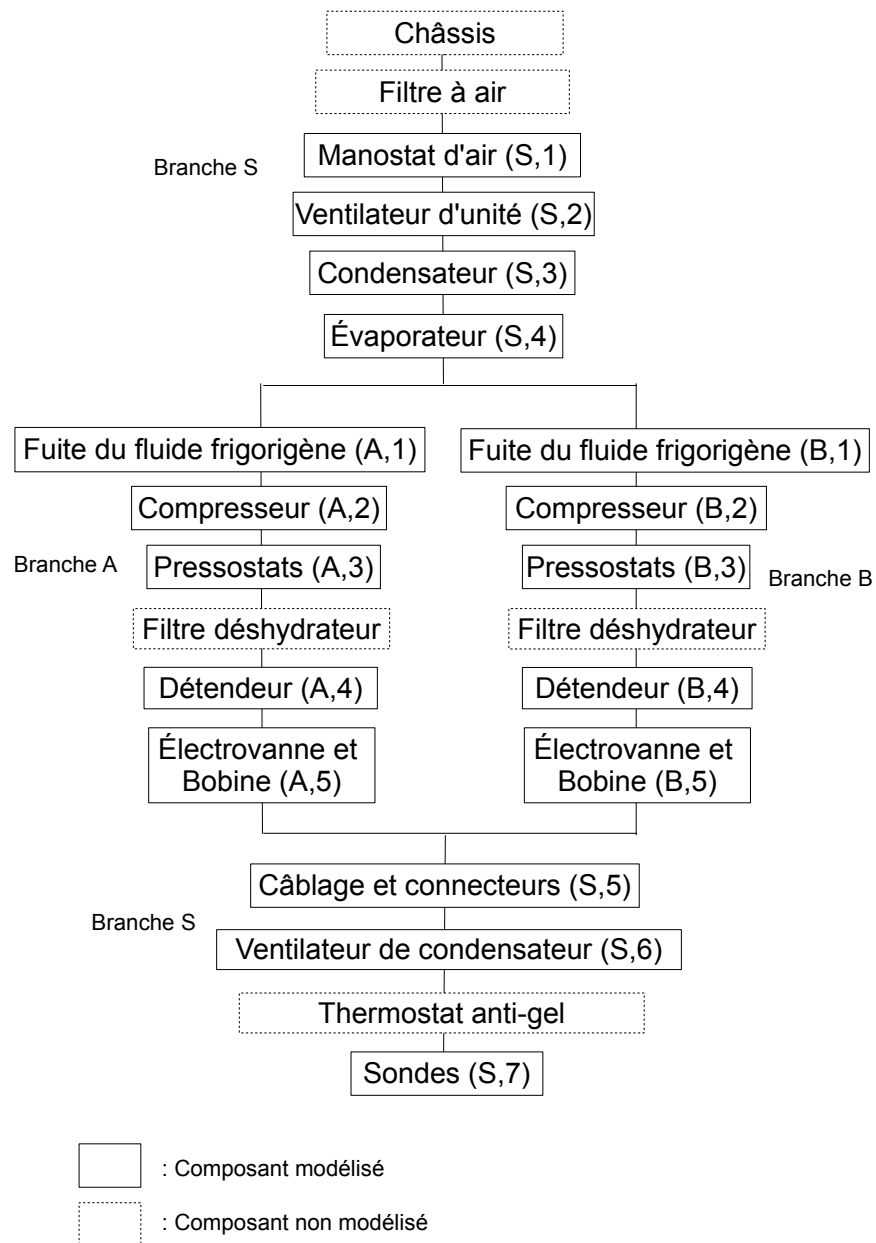 Châssis
Filtre à air
Manostat d'air (S,1)
Branche S
Ventilateur d'unité (S,2)
Condensateur (S,3)
Évaporateur (S,4)
Fuite du fluide frigorigène (A,1)
Fuite du fluide frigorigène (B,1)
Compresseur (A,2)
Compresseur (B,2)
Branche A
Pressostats (A,3)
Pressostats (B,3)
Branche B
Filtre déshydrateur
Filtre déshydrateur
Détendeur (A,4)
Détendeur (B,4)
Électrovanne et
Bobine (A,5)
Électrovanne et
Bobine (B,5)
Câblage et connecteurs (S,5)
Branche S
Ventilateur de condensateur (S,6)
Thermostat anti-gel
Sondes (S,7)
: Composant modélisé
: Composant non modélisé